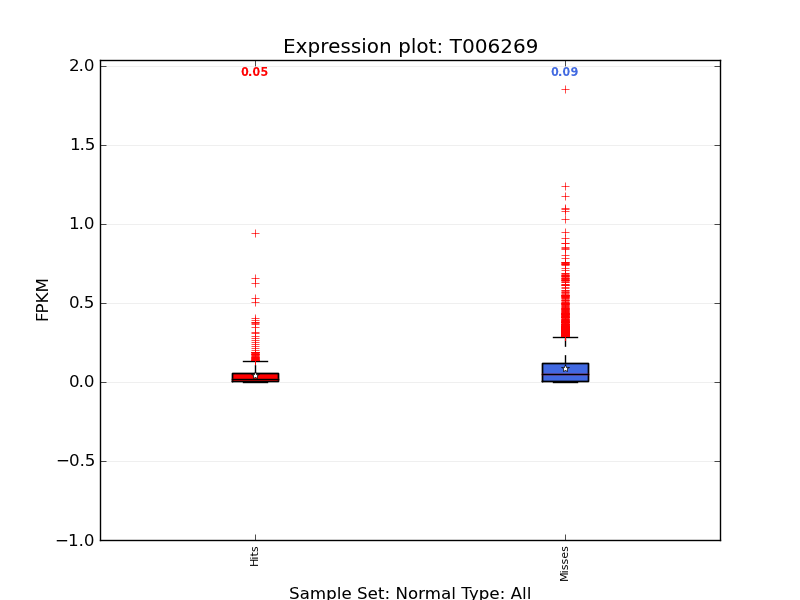 Expression plot: T006269
0.05
0.09
2.0
1.5
1.0
0.5
0.0
−0.5
−1.0
FPKM
Hits
Misses
Sample Set: Normal Type: All